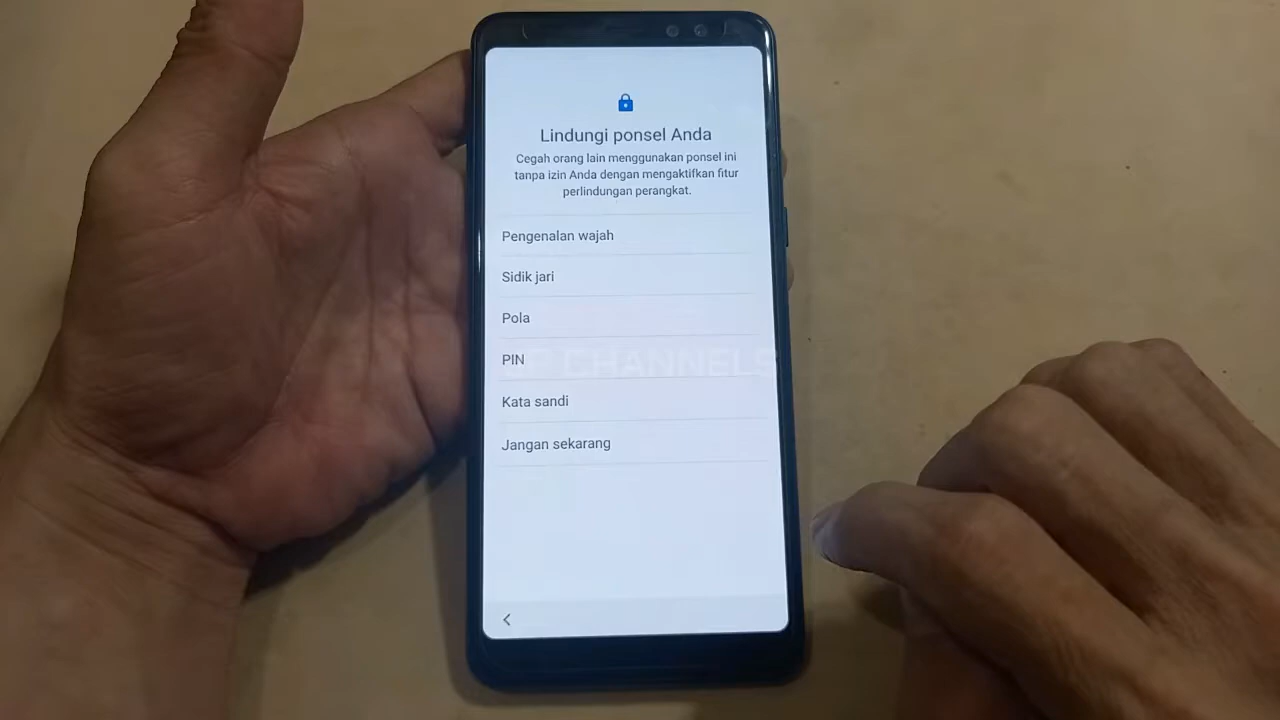 Lindungi ponsel Anda
Cegah orang lain menggunakan ponsel ini
tanpa izin Anda dengan mengaktifkan fitur
perlindungan perangkat.
Pengenalan wajah
Sidik jari
Pola
PIN
CHANNELS
Kata sandi
Jangan sekarang